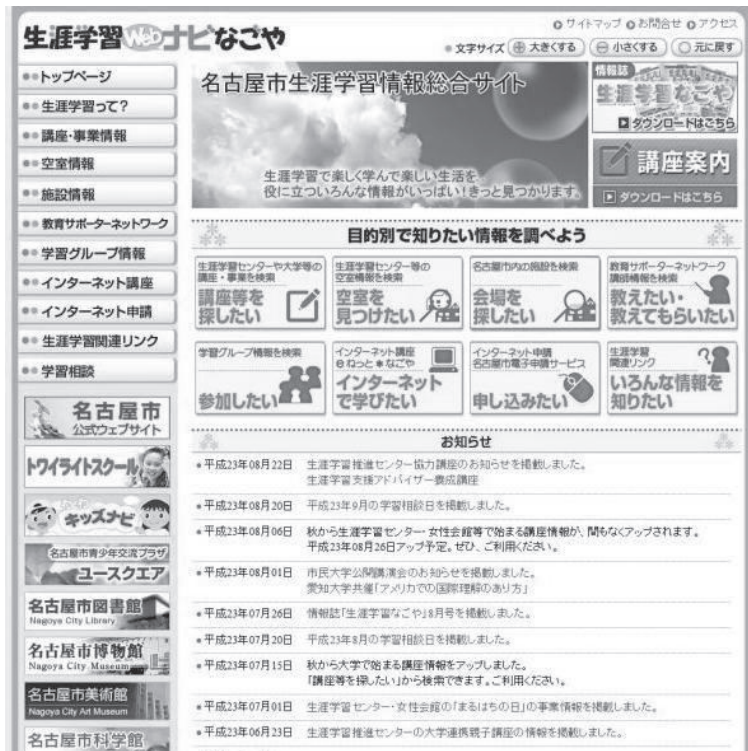 サイトマップ お問合せ アクセス
生涯学習Webナビなごや
文字サイズ 大きくする 小さくする 元に戻す
トップページ
生涯学習って?
講座・事業情報
空室情報
施設情報
教育サポーターネットワーク
学習グループ情報
インターネット講座
インターネット申請
生涯学習関連リンク
学習相談
名古屋市
公式ウェブサイト
トワイライトスクール
キッズナビ
名古屋市青少年交流プラザ
ユースクエア
名古屋市図書館
Nagoya City Library
名古屋市博物館
Nagoya City Museum
名古屋市美術館
Nagoya City Art Museum
名古屋市科学館
名古屋市生涯学習情報総合サイト
生涯学習で楽しく学んで楽しい生活を。
役に立ついろんな情報がいっぱい!きっと見つかります。
情報誌
生涯学習なごや
ダウンロードはこちら
講座案内
ダウンロードはこちら
目的別で知りたい情報を調べよう
生涯学習センターや大学等の
講座・事業を検索
講座等を
探したい
生涯学習センター等の
空室情報を検索
空室を
見つけたい
名古屋市内の施設を検索
会場を
探したい
教育サポーターネットワーク
講師情報を検索
教えたい・
教えてもらいたい
学習グループ情報を検索
参加したい
インターネット講座
eねっと*なごや
インターネット
で学びたい
インターネット申請
名古屋市電子申請サービス
申し込みたい
生涯学習
関連リンク
いろんな情報を
知りたい
お知らせ
平成23年08月22日 生涯学習推進センター協力講座のお知らせを掲載しました。
生涯学習支援アドバイザー養成講座
平成23年08月20日 平成23年9月の学習相談日を掲載しました。
平成23年08月06日 秋から生涯学習センター・女性会館等で始まる講座情報が、間もなくアップされます。
平成23年08月26日アップ予定。ぜひ、ご利用ください。
平成23年08月01日 市民大学公開講演会のお知らせを掲載しました。
愛知大学共催「アメリカでの国際理解のあり方」
平成23年07月26日 情報誌「生涯学習なごや」8月号を掲載しました。
平成23年07月20日 平成23年8月の学習相談日を掲載しました。
平成23年07月15日 秋から大学で始まる講座情報をアップしました。
「講座等を探したい」から検索できます。ご利用ください。
平成23年07月01日 生涯学習センター・女性会館の「まるはちの日」の事業情報を掲載しました。
平成23年06月23日 生涯学習推進センターの大学連携親子講座の情報を掲載しました。